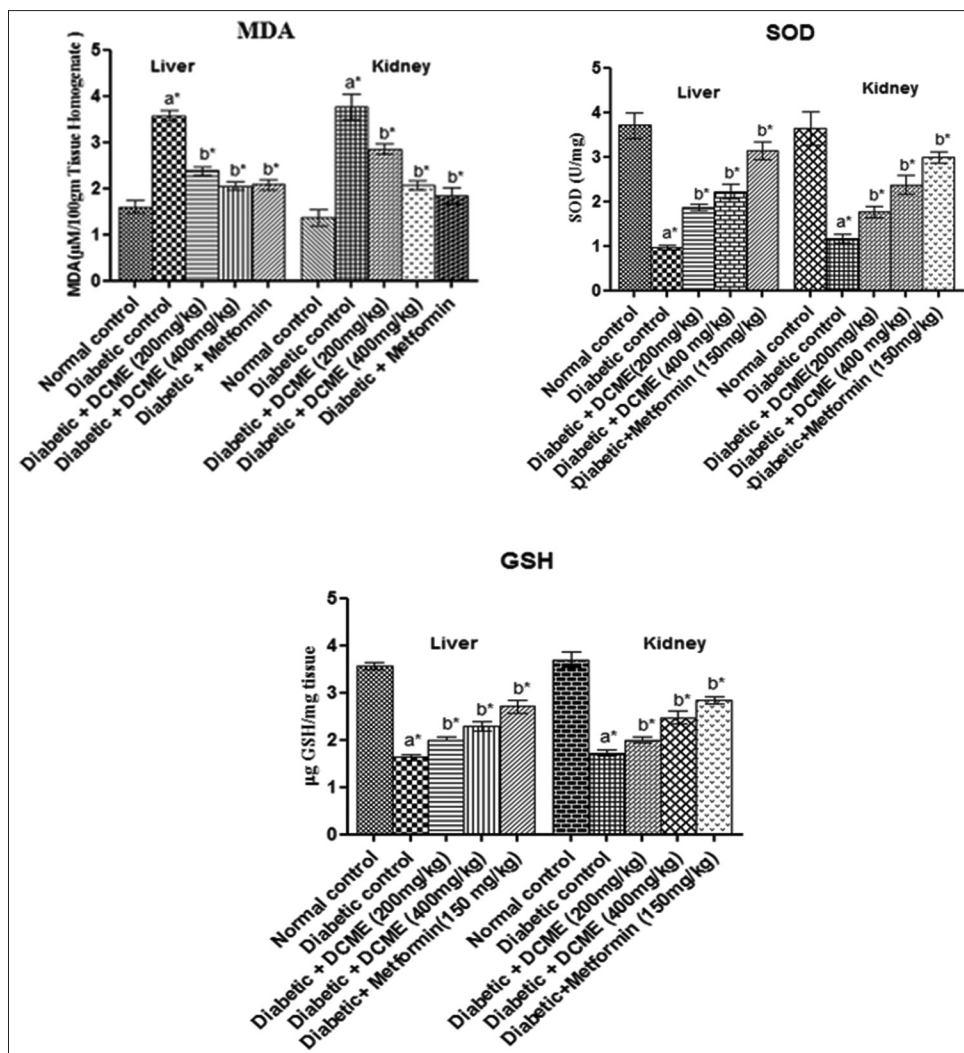 MDA
MDA(µM/100gm Tissue Homogenate )
5
4
3
2
1
0
Liver
Kidney
a*
b*
b*
b*
a*
b*
b*
b*
Normal control
Diabetic control
Diabetic + DCME (200mg/kg)
Diabetic + DCME (400mg/kg)
Diabetic + Metformin
Normal control
Diabetic control
Diabetic + DCME (200mg/kg)
Diabetic + DCME (400mg/kg)
Diabetic + Metformin
SOD
SOD (U/mg)
5
4
3
2
1
0
Liver
Kidney
a*
b*
b*
b*
a*
b*
b*
b*
Normal control
Diabetic control
Diabetic + DCME(200mg/kg)
Diabetic + DCME (400 mg/kg)
Diabetic+Metformin (150mg/kg)
Normal control
Diabetic control
Diabetic + DCME(200mg/kg)
Diabetic + DCME (400 mg/kg)
Diabetic+Metformin (150mg/kg)
GSH
µg GSH/mg tissue
5
4
3
2
1
0
Liver
Kidney
a*
b*
b*
b*
a*
b*
b*
b*
Normal control
Diabetic control
Diabetic + DCME (200mg/kg)
Diabetic + DCME (400mg/kg)
Diabetic+ Metformin(150 mg/kg)
Normal control
Diabetic control
Diabetic + DCME (200mg/kg)
Diabetic + DCME (400mg/kg)
Diabetic+Metformin (150mg/kg)